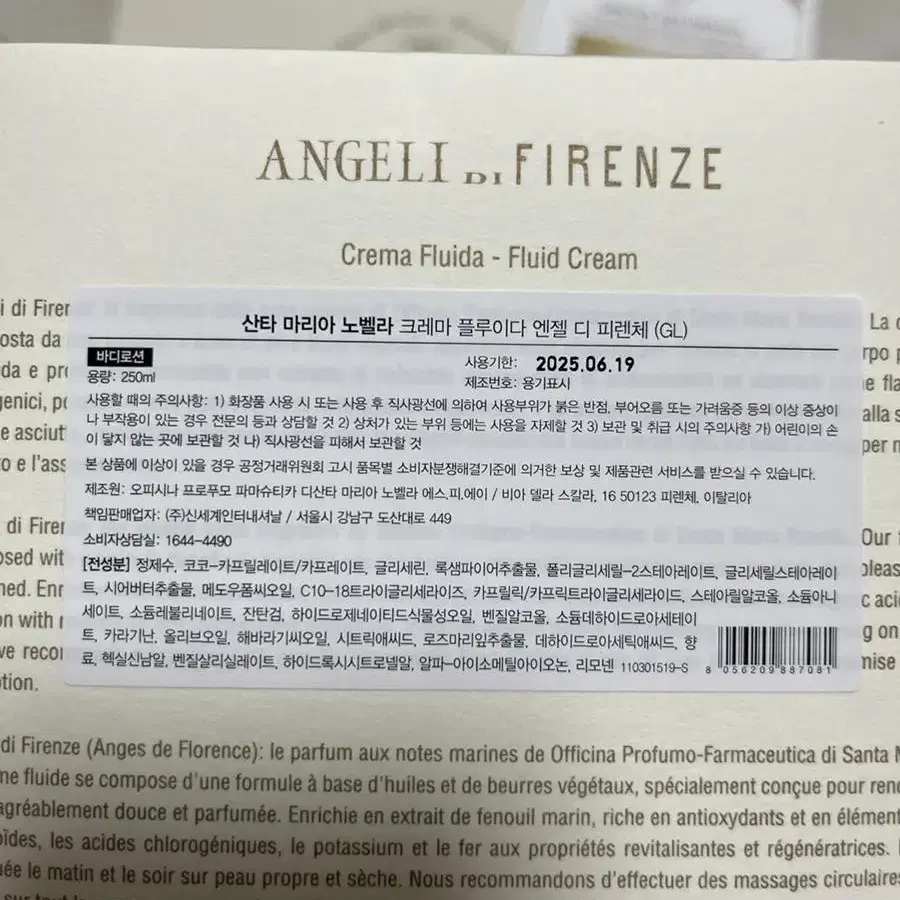 ANGELI DI FIRENZE
Crema Fluida - Fluid Cream
산타 마리아 노벨라 크레마 플루이다 엔젤 디 피렌체 (GL)
바디로션
용량: 250ml
사용기한: 2025.06.19
제조번호: 용기표시
사용할 때의 주의사항: 1) 화장품 사용 시 또는 사용 후 직사광선에 의하여 사용부위가 붉은 반점, 부어오름 또는 가려움증 등의 이상 증상이
나 부작용이 있는 경우 전문의 등과 상담할 것 2) 상처가 있는 부위 등에는 사용을 자제할 것 3) 보관 및 취급 시의 주의사항 가) 어린이의 손
이 닿지 않는 곳에 보관할 것 나) 직사광선을 피해서 보관할 것
본 상품에 이상이 있을 경우 공정거래위원회 고시 품목별 소비자분쟁해결기준에 의거한 보상 및 제품관련 서비스를 받으실 수 있습니다.
제조원: 오피시나 프로푸모 파마슈티카 디산타 마리아 노벨라 에스.피.에이 / 비아 델라 스칼라, 16 50123 피렌체, 이탈리아
책임판매업자: (주)신세계인터내셔날 / 서울시 강남구 도산대로 449
소비자상담실: 1644-4490
[전성분] 정제수, 코코-카프릴레이트/카프레이트, 글리세린, 록샘파이어추출물, 폴리글리세릴-2스테아레이트, 글리세릴스테아레이
트, 시어버터추출물, 메도우폼씨오일, C10-18트라이글리세라이즈, 카프릴릭/카프릭트라이글리세라이드, 스테아릴알코올, 소듐아니
세이트, 소듐레불리네이트, 잔탄검, 하이드로제네이티드식물성오일, 벤질알코올, 소듐데하이드로아세테이
트, 카라기난, 올리브오일, 해바라기씨오일, 시트릭애씨드, 로즈마리잎추출물, 데하이드로아세틱애씨드, 향
료, 헥실신남알, 벤질살리실레이트, 하이드록시시트로넬알, 알파-아이소메틸아이오논, 리모넨 110301519-S
8 056209 887081
di Firenze (Anges de Florence): le parfum aux notes marines de Officina Profumo-Farmaceutica di Santa
me fluide se compose d'une formule à base d'huiles et de beurres végétaux, spécialement conçue pour
agréablement douce et parfumée. Enrichie en extrait de fenouil marin, riche en antioxydants et en
les acides chlorogéniques, le potassium et le fer aux propriétés revitalisantes et régénératrices.
le matin et le soir sur peau propre et sèche. Nous recommandons d'effectuer des massages circulaires